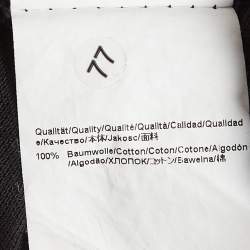 77
Qualität/Quality/Qualité/Qualità/Calidad/Qualidad
e/Качество/本体/Jakosc/面料
100% Baumwolle/Cotton/Coton/Cotone/Algodón
/Algodão/ХЛОПОК/コットン/Bawełna/棉